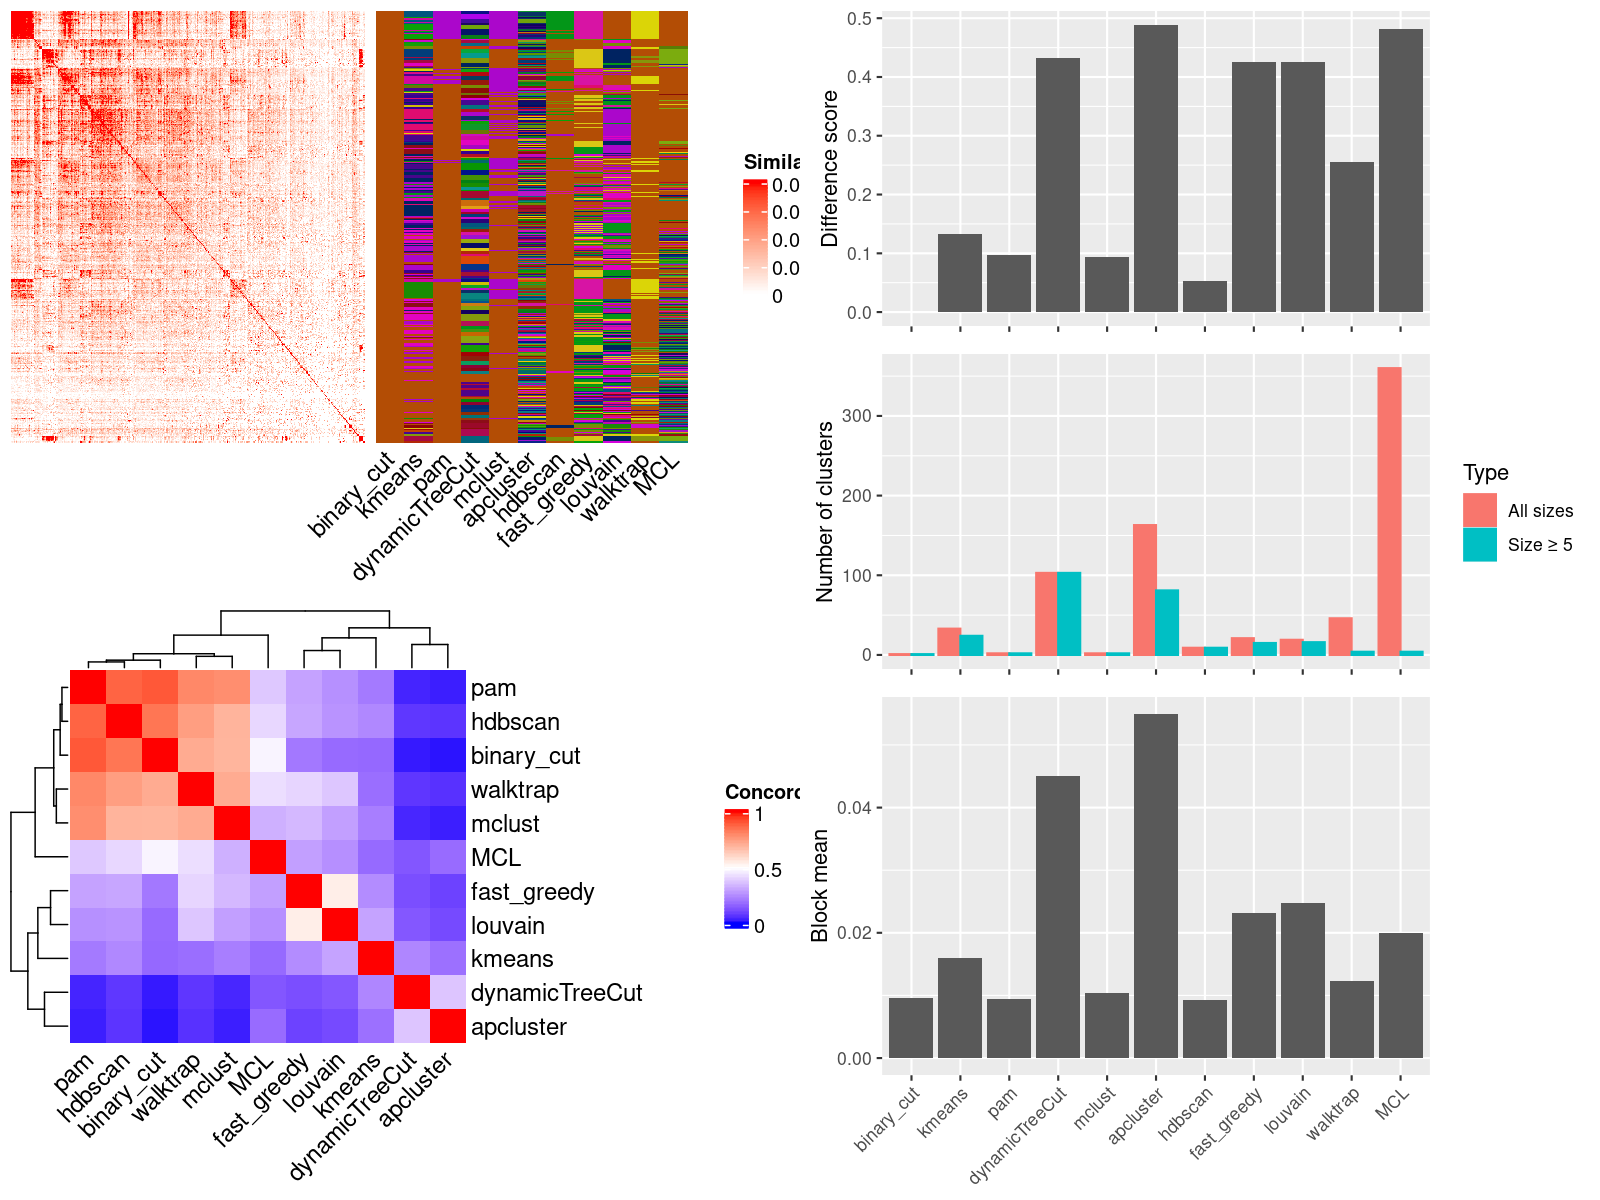 Simila
0.0
0.0
0.0
0.0
0
binary_cut
kmeans
pam
dynamicTreeCut
mclust
apcluster
hdbscan
fast_greedy
louvain
walktrap
MCL
pam
hdbscan
binary_cut
walktrap
mclust
MCL
fast_greedy
louvain
kmeans
dynamicTreeCut
apcluster
pam
hdbscan
binary_cut
walktrap
mclust
MCL
fast_greedy
louvain
kmeans
dynamicTreeCut
apcluster
Concord
1
0.5
0
Difference score
0.5
0.4
0.3
0.2
0.1
0.0
Number of clusters
300
200
100
0
Type
All sizes
Size ≥ 5
Block mean
0.04
0.02
0.00
binary_cut
kmeans
pam
dynamicTreeCut
mclust
apcluster
hdbscan
fast_greedy
louvain
walktrap
MCL